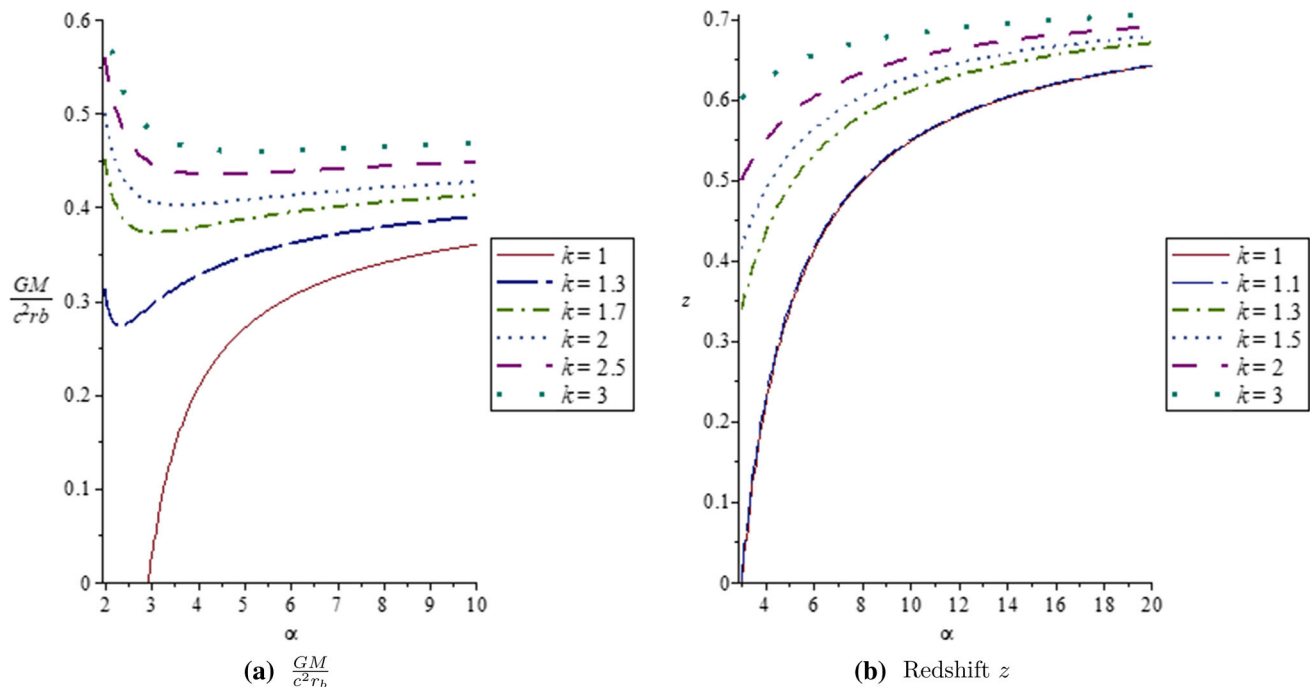 0.6
0.5
0.4
0.3
0.2
0.1
0
GM
c²rb
2 3 4 5 6 7 8 9 10
α
k = 1
k = 1.3
k = 1.7
k = 2
k = 2.5
k = 3
(a) GM/c²r_b
0.7
0.6
0.5
0.4
0.3
0.2
0.1
0
z
4 6 8 10 12 14 16 18 20
α
k = 1
k = 1.1
k = 1.3
k = 1.5
k = 2
k = 3
(b) Redshift z